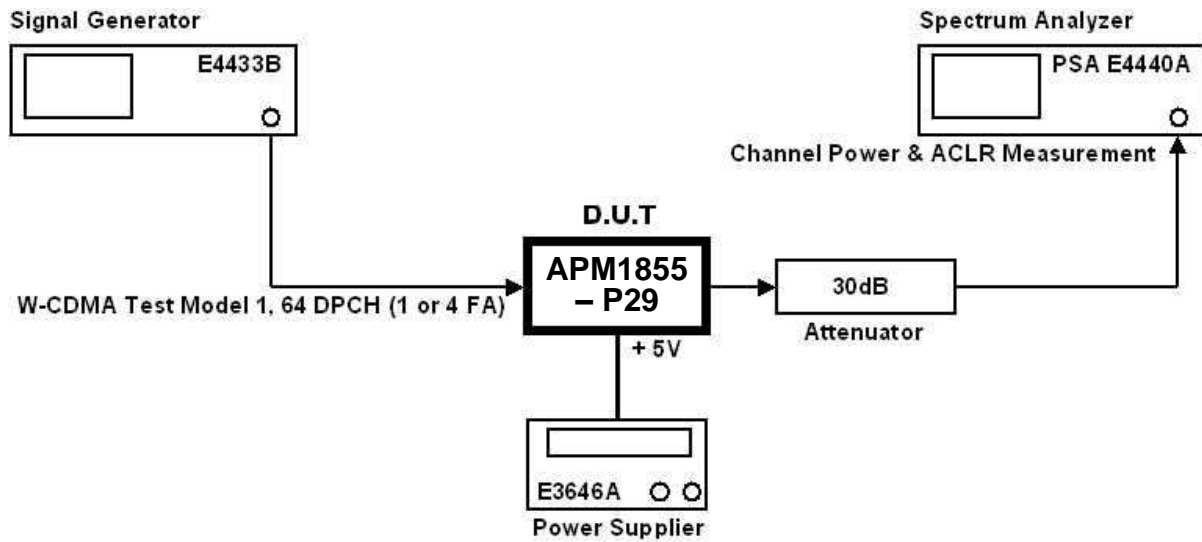 Signal Generator
E4433B
Spectrum Analyzer
PSA E4440A
Channel Power & ACLR Measurement
D.U.T
APM1855
– P29
W-CDMA Test Model 1, 64 DPCH (1 or 4 FA)
30dB
Attenuator
+ 5V
E3646A
Power Supplier